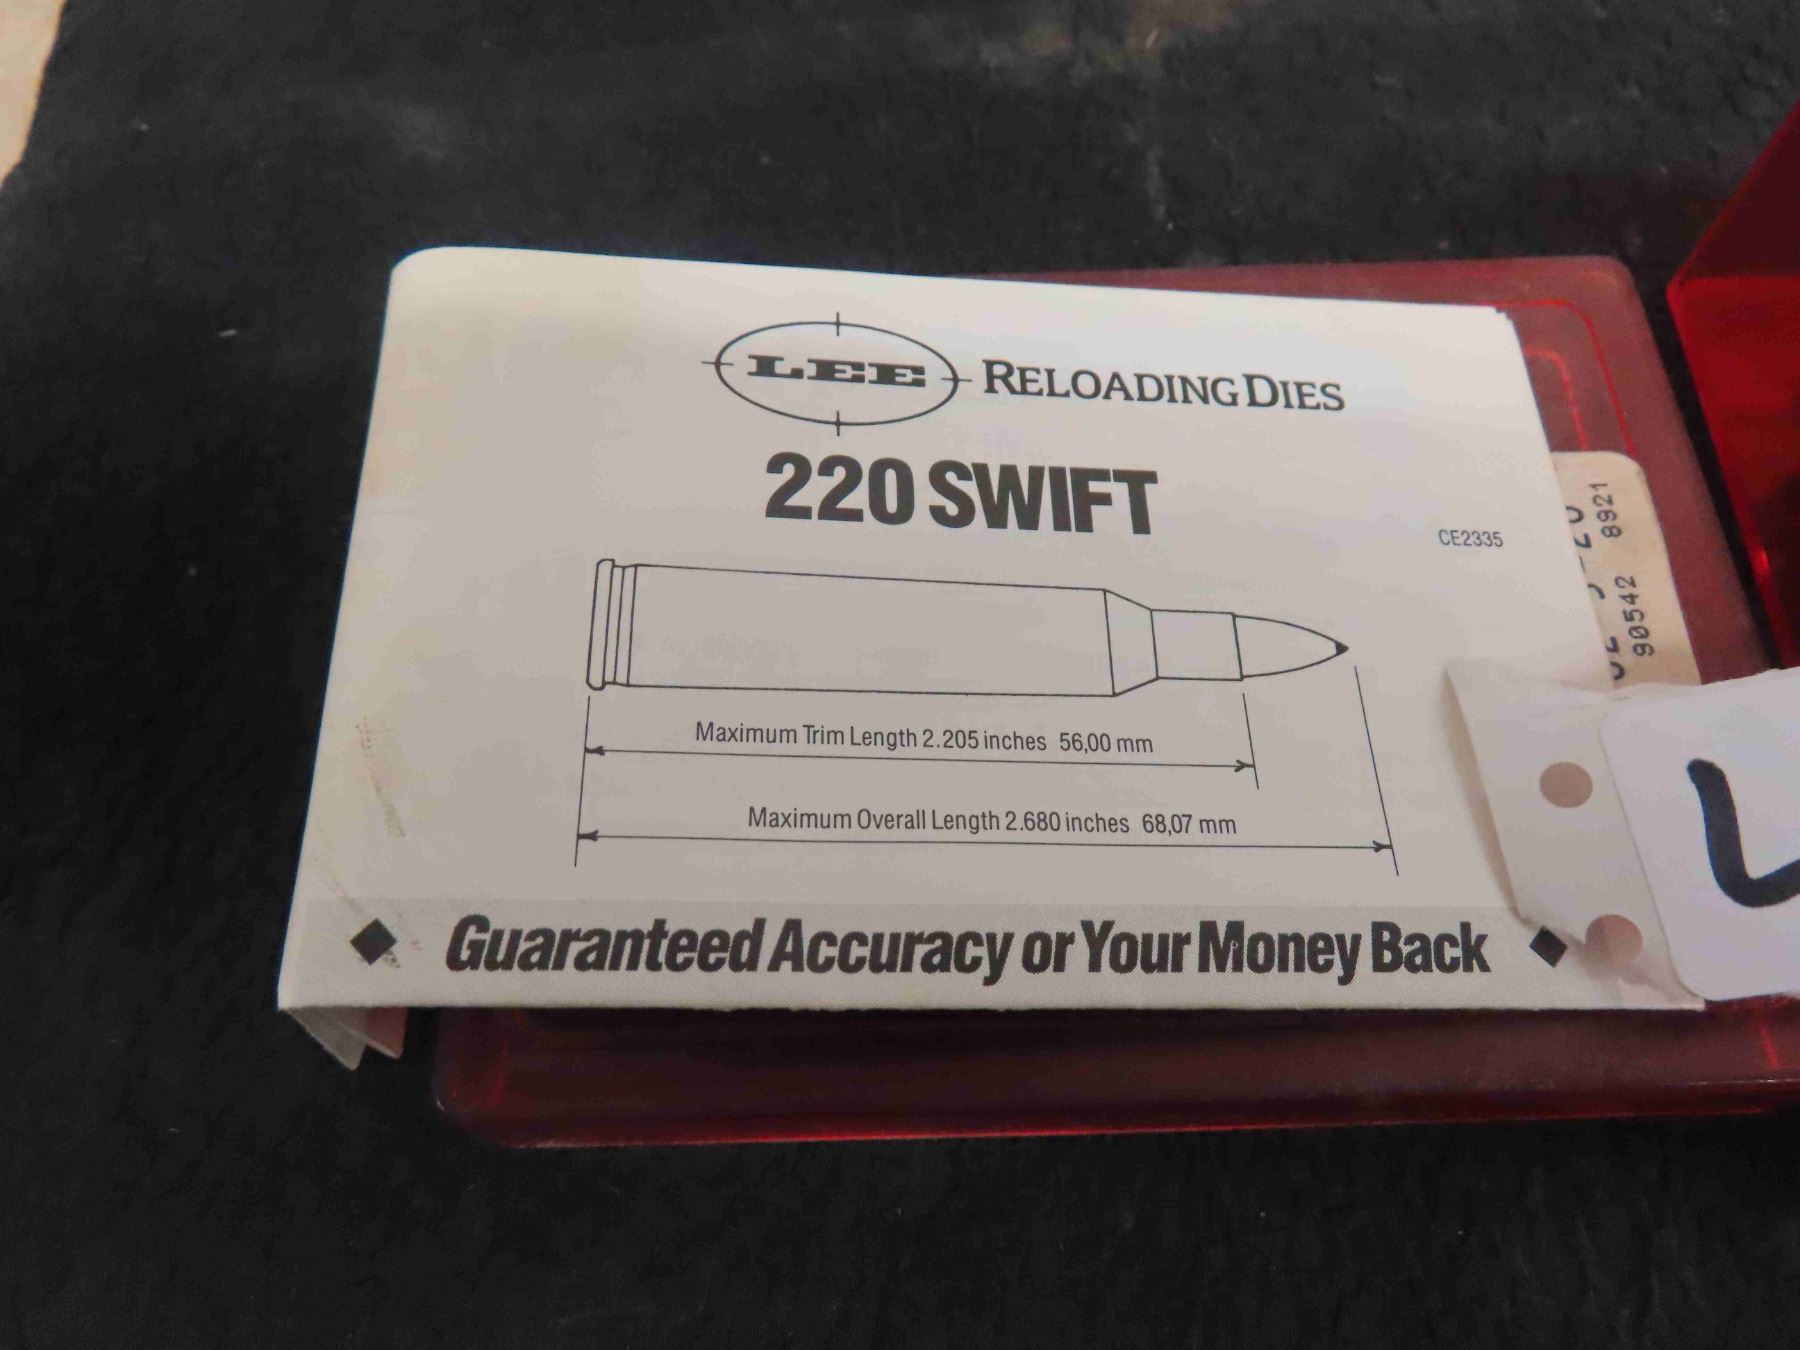 LEE RELOADING DIES
220 SWIFT
CE2335
Maximum Trim Length 2.205 inches 56,00 mm
Maximum Overall Length 2.680 inches 68,07 mm
Guaranteed Accuracy or Your Money Back
90542 8921